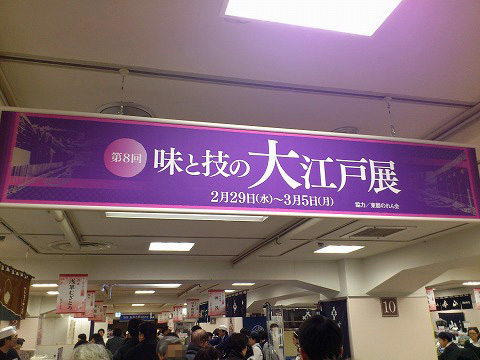 第8回
味と技の大江戸展
2月29日(水)〜3月5日(月)
協力/東都のれん会
10